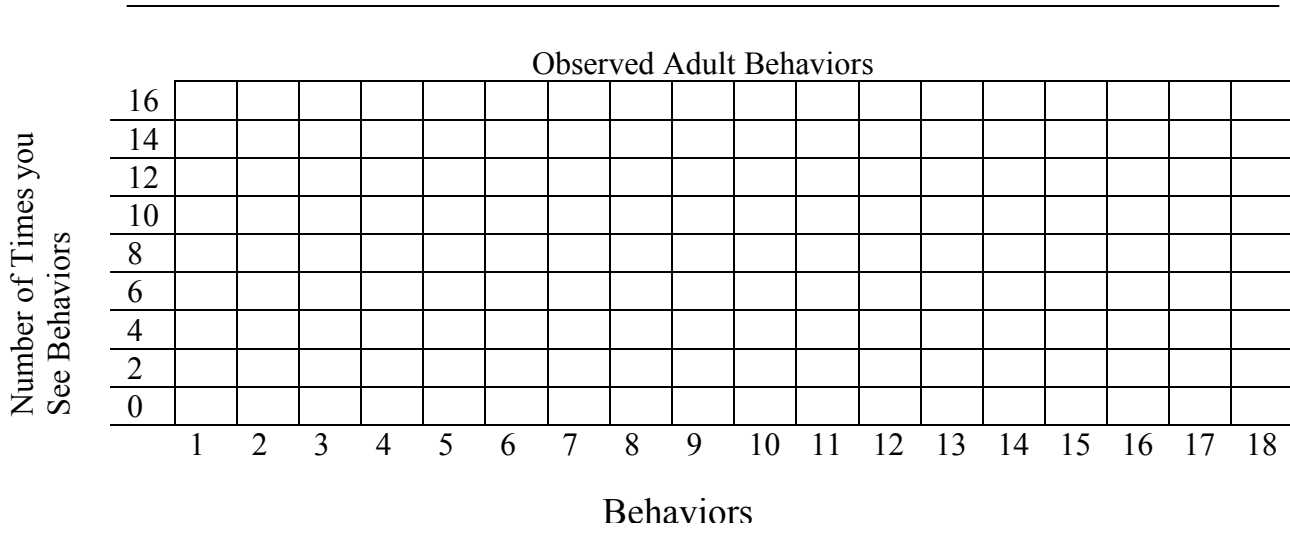 Observed Adult Behaviors
Number of Times you
See Behaviors
16
14
12
10
8
6
4
2
0
1 2 3 4 5 6 7 8 9 10 11 12 13 14 15 16 17 18
Behaviors